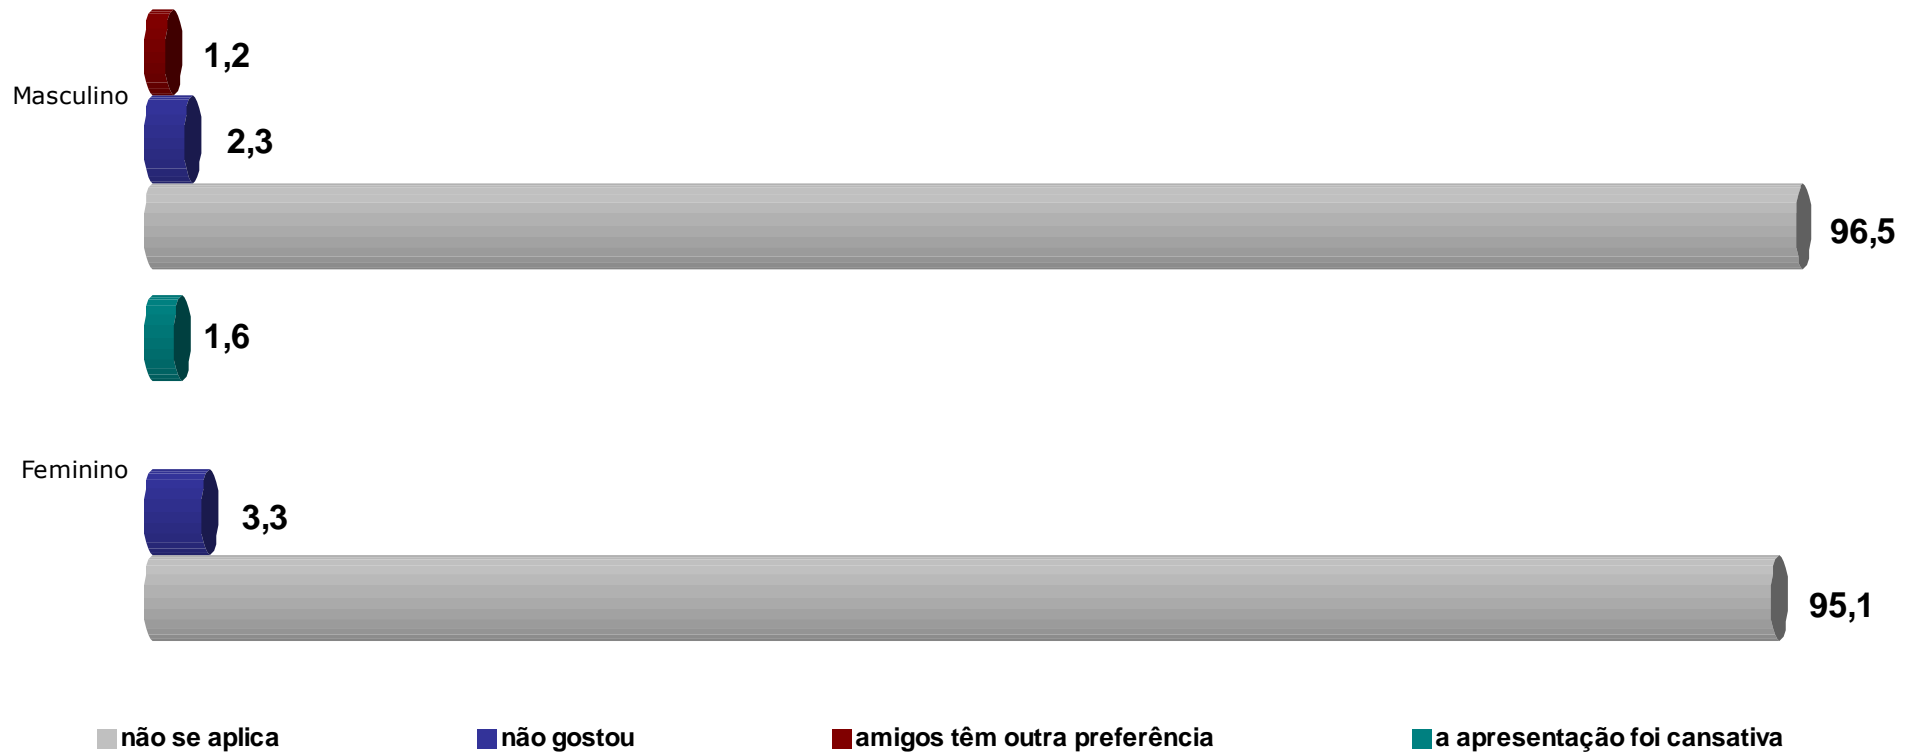 1,2
Masculino
2,3
96,5
1,6
Feminino
3,3
95,1
não se aplica
não gostou
amigos têm outra preferência
a apresentação foi cansativa